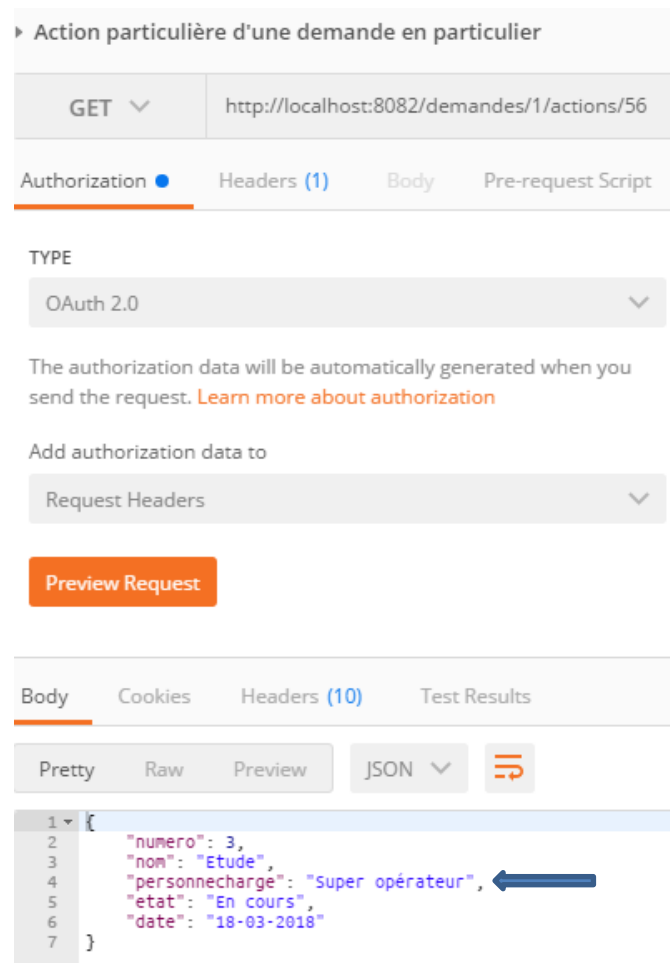 Action particulière d'une demande en particulier
GET http://localhost:8082/demandes/1/actions/56
Authorization Headers (1) Body Pre-request Script
TYPE
OAuth 2.0
The authorization data will be automatically generated when you
send the request. Learn more about authorization
Add authorization data to
Request Headers
Preview Request
Body Cookies Headers (10) Test Results
Pretty Raw Preview JSON
1 {
2 "numero": 3,
3 "nom": "Etude",
4 "personnecharge": "Super opérateur",
5 "etat": "En cours",
6 "date": "18-03-2018"
7 }